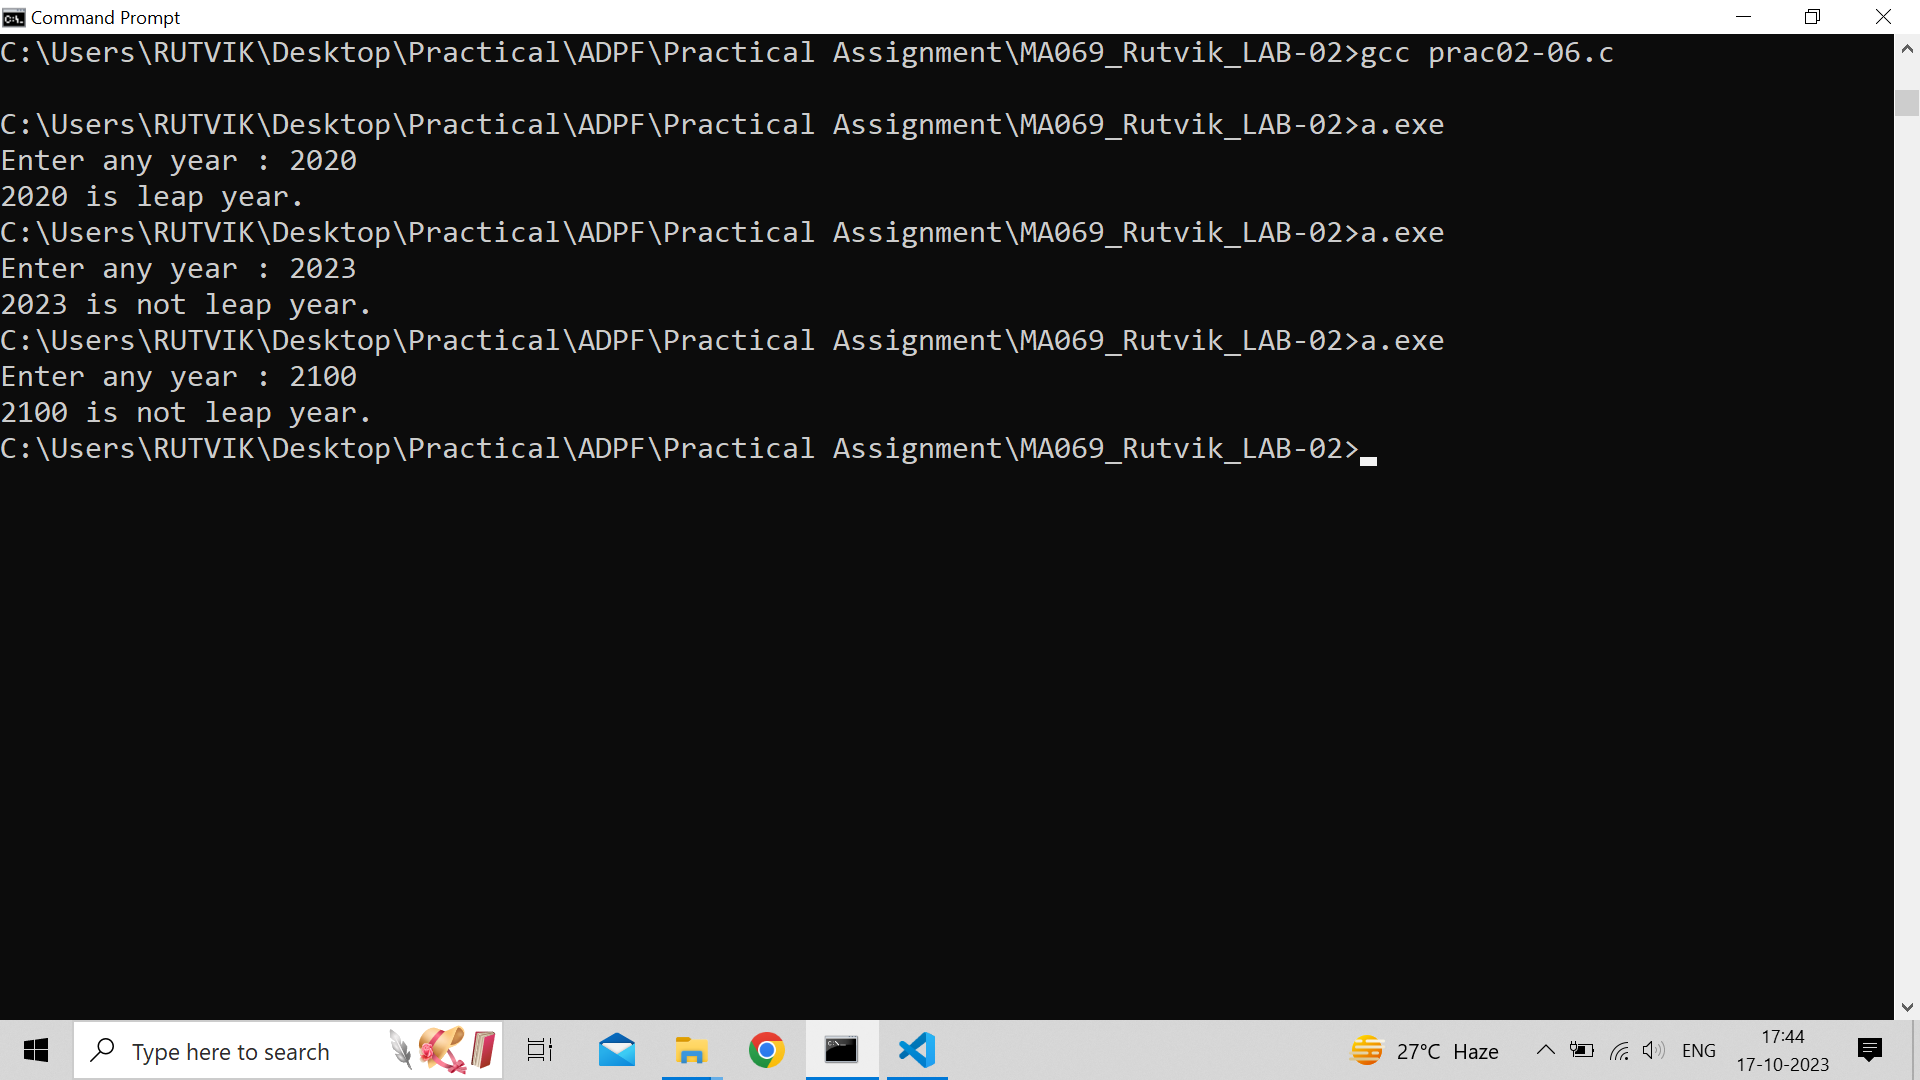 Command Prompt
C:\Users\RUTVIK\Desktop\Practical\ADPF\Practical Assignment\MA069_Rutvik_LAB-02>gcc prac02-06.c
C:\Users\RUTVIK\Desktop\Practical\ADPF\Practical Assignment\MA069_Rutvik_LAB-02>a.exe
Enter any year : 2020
2020 is leap year.
C:\Users\RUTVIK\Desktop\Practical\ADPF\Practical Assignment\MA069_Rutvik_LAB-02>a.exe
Enter any year : 2023
2023 is not leap year.
C:\Users\RUTVIK\Desktop\Practical\ADPF\Practical Assignment\MA069_Rutvik_LAB-02>a.exe
Enter any year : 2100
2100 is not leap year.
C:\Users\RUTVIK\Desktop\Practical\ADPF\Practical Assignment\MA069_Rutvik_LAB-02>
Type here to search
27°C Haze
ENG
17:44
17-10-2023